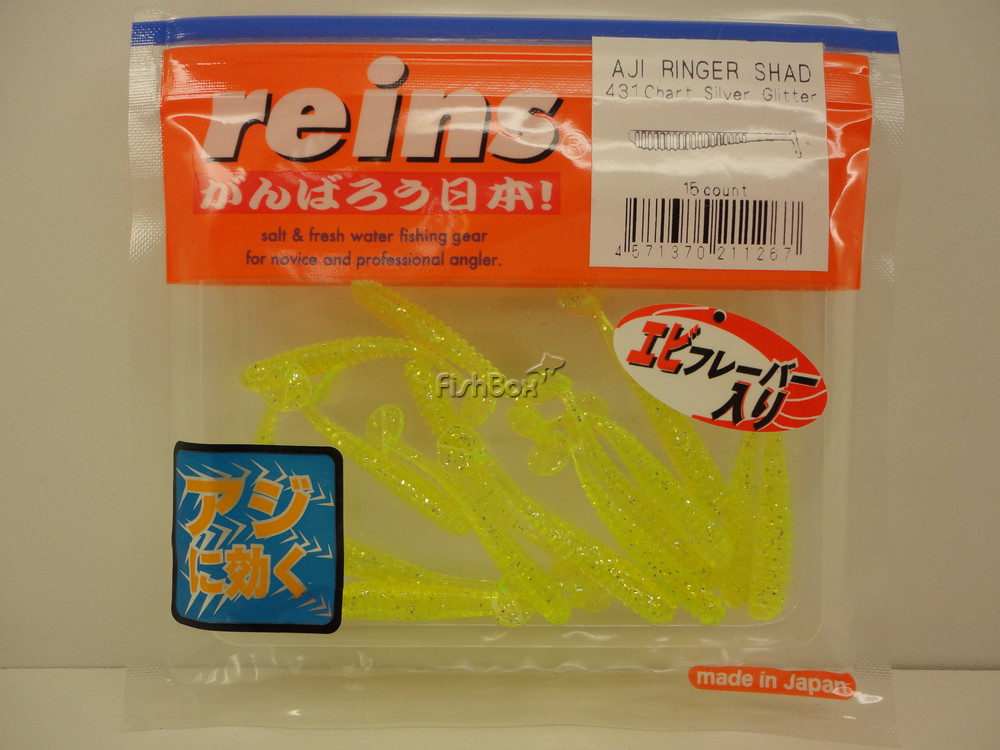 reins
がんばろう日本!
salt & fresh water fishing gear
for novice and professional angler.
AJI RINGER SHAD
431 Chart Silver Glitter
15 count
4 571370 211267
エビフレーバー
入り
FishBox
アジ
に効く
made in Japan